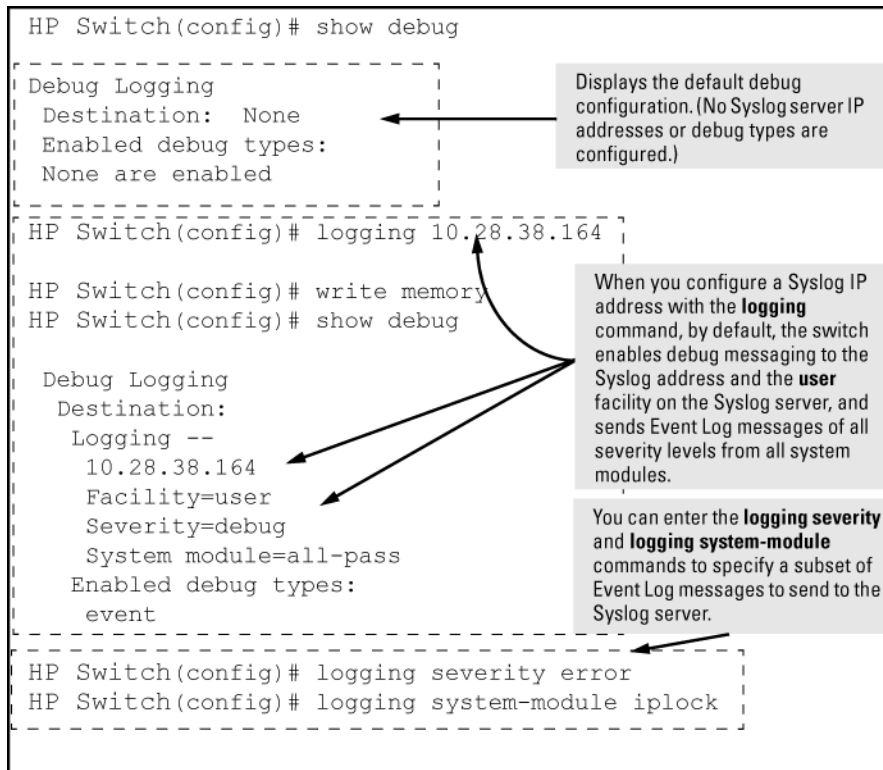 HP Switch(config)# show debug
Debug Logging
Destination: None
Enabled debug types:
None are enabled
Displays the default debug
configuration. (No Syslog server IP
addresses or debug types are
configured.)
HP Switch(config)# logging 10.28.38.164
HP Switch(config)# write memory
HP Switch(config)# show debug
Debug Logging
Destination:
Logging --
10.28.38.164
Facility=user
Severity=debug
System module=all-pass
Enabled debug types:
event
When you configure a Syslog IP
address with the logging
command, by default, the switch
enables debug messaging to the
Syslog address and the user
facility on the Syslog server, and
sends Event Log messages of all
severity levels from all system
modules.
You can enter the logging severity
and logging system-module
commands to specify a subset of
Event Log messages to send to the
Syslog server.
HP Switch(config)# logging severity error
HP Switch(config)# logging system-module iplock